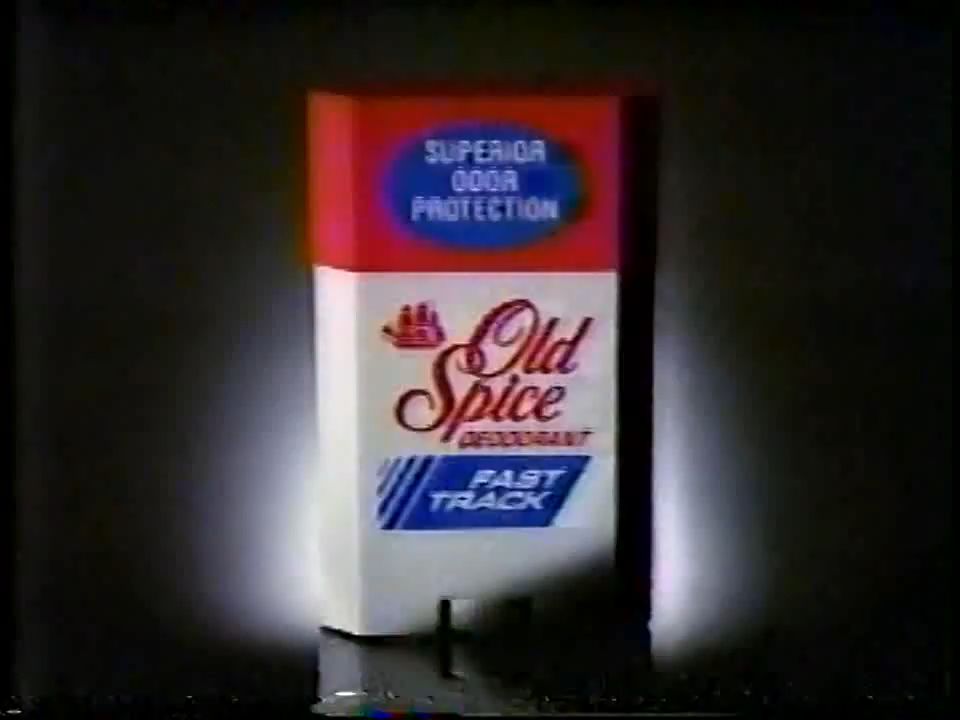 SUPERIOR
ODOR
PROTECTION
Old
Spice
DEODORANT
FAST
TRACK